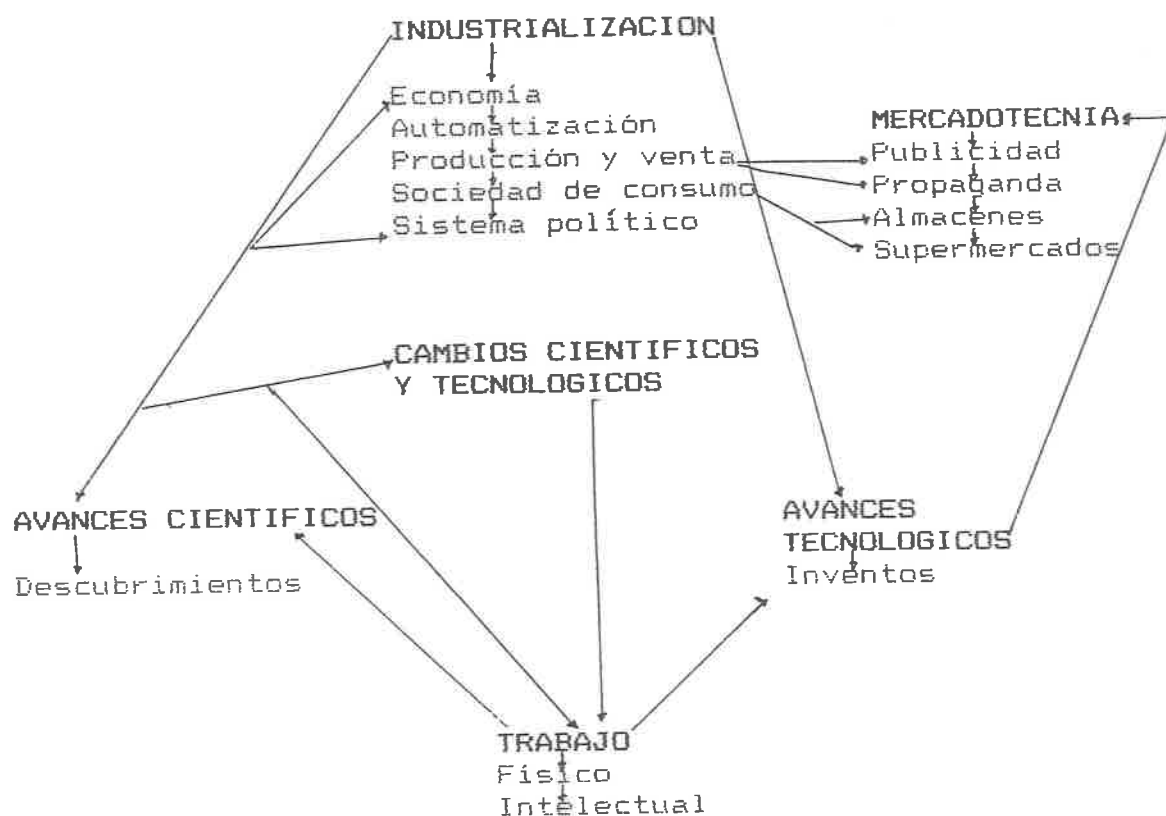 INDUSTRIALIZACION
Economía
Automatización
Producción y venta
Sociedad de consumo
Sistema político
MERCADOTECNIA
Publicidad
Propaganda
Almacenes
Supermercados
CAMBIOS CIENTIFICOS
Y TECNOLOGICOS
AVANCES CIENTIFICOS
Descubrimientos
AVANCES
TECNOLOGICOS
Inventos
TRABAJO
Físico
Intelectual